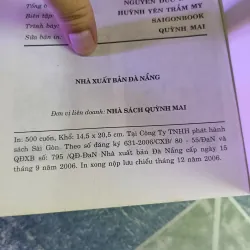 Tổng
NGUYỄN ĐỨC
Biên tập
HUỲNH YÊN TRẦM MY
Trình bày:
SAIGONBOOK
Sửa bản in:
QUỲNH MAI
NHÀ XUẤT BẢN ĐÀ NẴNG
Đơn vị liên doanh: NHÀ SÁCH QUỲNH MAI
In: 500 cuốn, Khổ: 14,5 x 20,5 cm. Tại Công Ty TNHH phát hành
sách Sài Gòn. Theo số đăng ký 631-2006/CXB/ 80 - 55/ĐaN và
QĐXB số: 795 /QĐ-ĐaN Nhà xuất bản Đà Nẵng cấp ngày 15
tháng 9 năm 2006. In xong nộp lưu chiểu tháng 12 năm 2006.